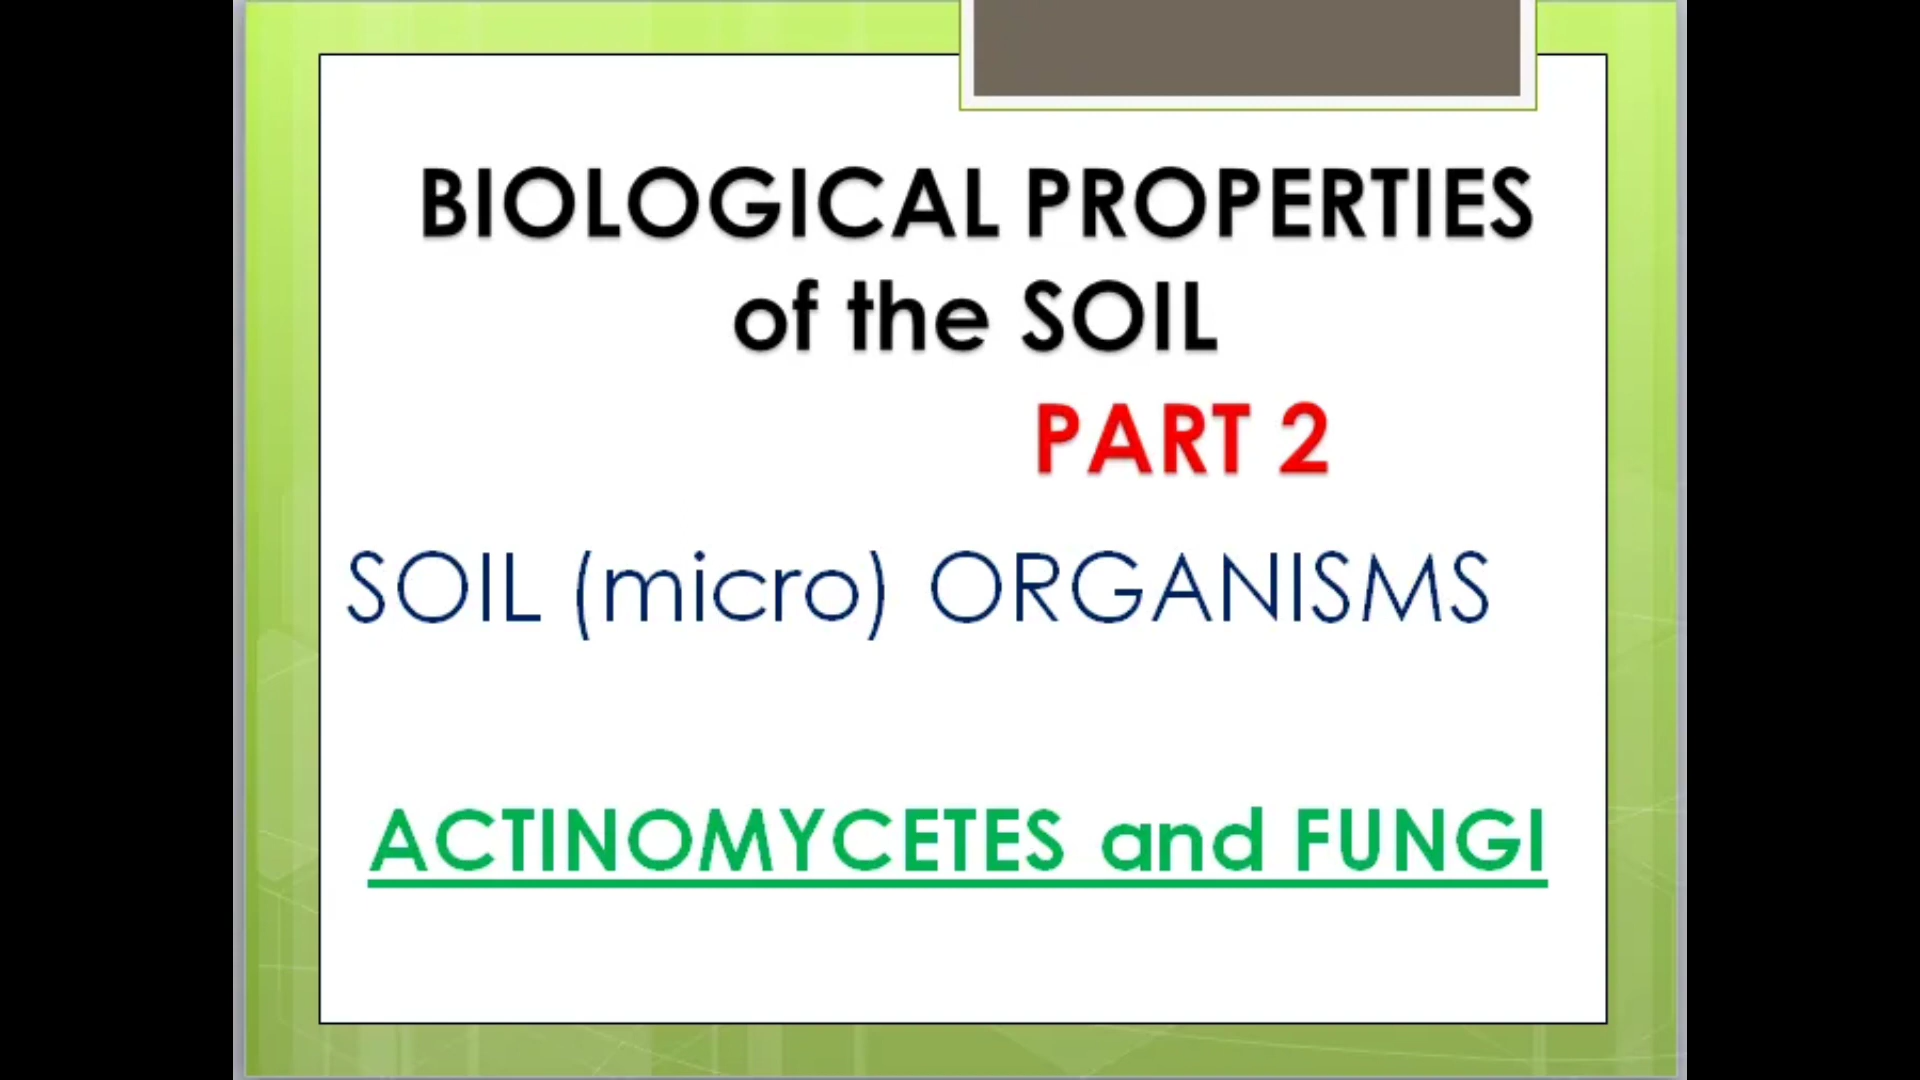 BIOLOGICAL PROPERTIES
of the SOIL
PART 2
SOIL (micro) ORGANISMS
ACTINOMYCETES and FUNGI